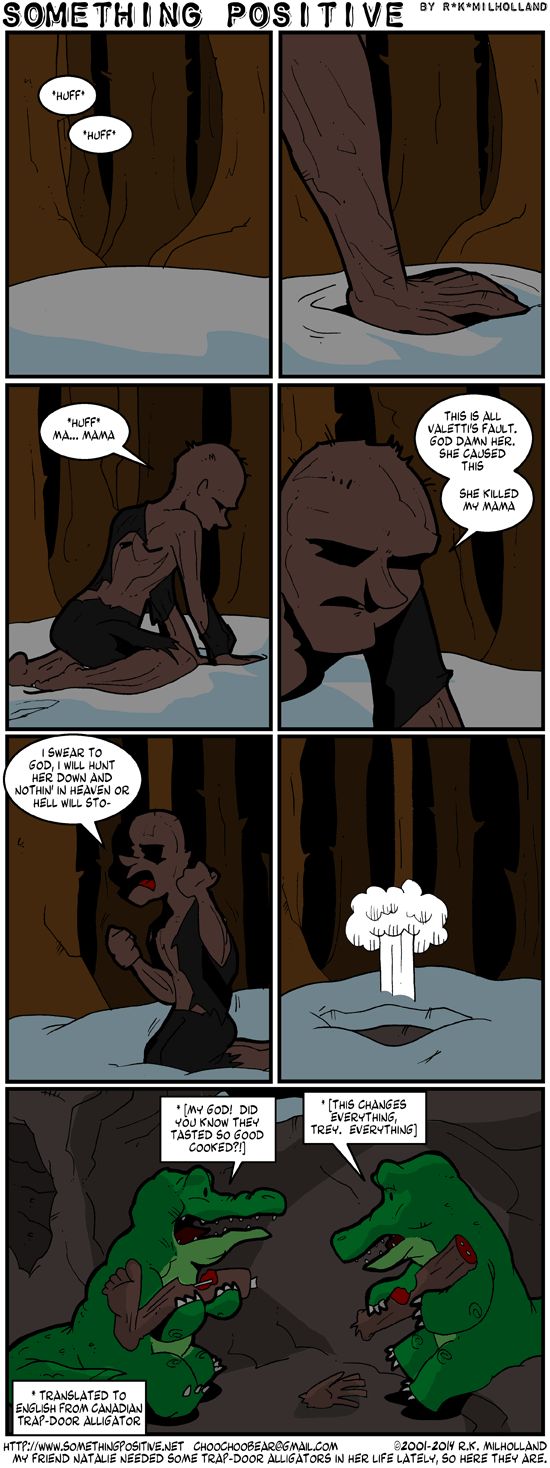 SOMETHING POSITIVE BY R*K*MILHOLLAND
*HUFF*
*HUFF*
*HUFF*
MA... MAMA
THIS IS ALL
VALETTI'S FAULT.
GOD DAMN HER.
SHE CAUSED
THIS
SHE KILLED
MY MAMA
I SWEAR TO
GOD, I WILL HUNT
HER DOWN AND
NOTHIN' IN HEAVEN OR
HELL WILL STO-
* [MY GOD! DID
YOU KNOW THEY
TASTED SO GOOD
COOKED?!]
* [THIS CHANGES
EVERYTHING,
TREY. EVERYTHING]
* TRANSLATED TO
ENGLISH FROM CANADIAN
TRAP-DOOR ALLIGATOR
HTTP://WWW.SOMETHINGPOSITIVE.NET CHOOCHOOBEAR@GMAIL.COM ©2001-2014 R.K. MILHOLLAND
MY FRIEND NATALIE NEEDED SOME TRAP-DOOR ALLIGATORS IN HER LIFE LATELY, SO HERE THEY ARE.